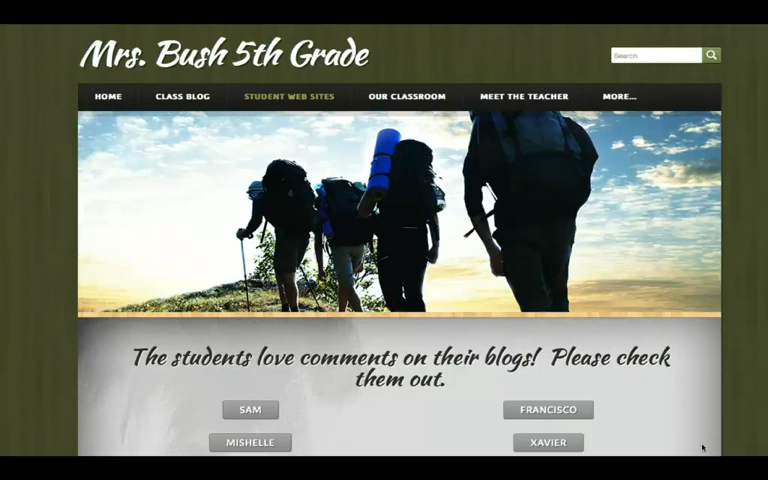 Mrs. Bush 5th Grade
Search
HOME CLASS BLOG STUDENT WEB SITES OUR CLASSROOM MEET THE TEACHER MORE...
The students love comments on their blogs! Please check
them out.
SAM FRANCISCO
MISHELLE XAVIER